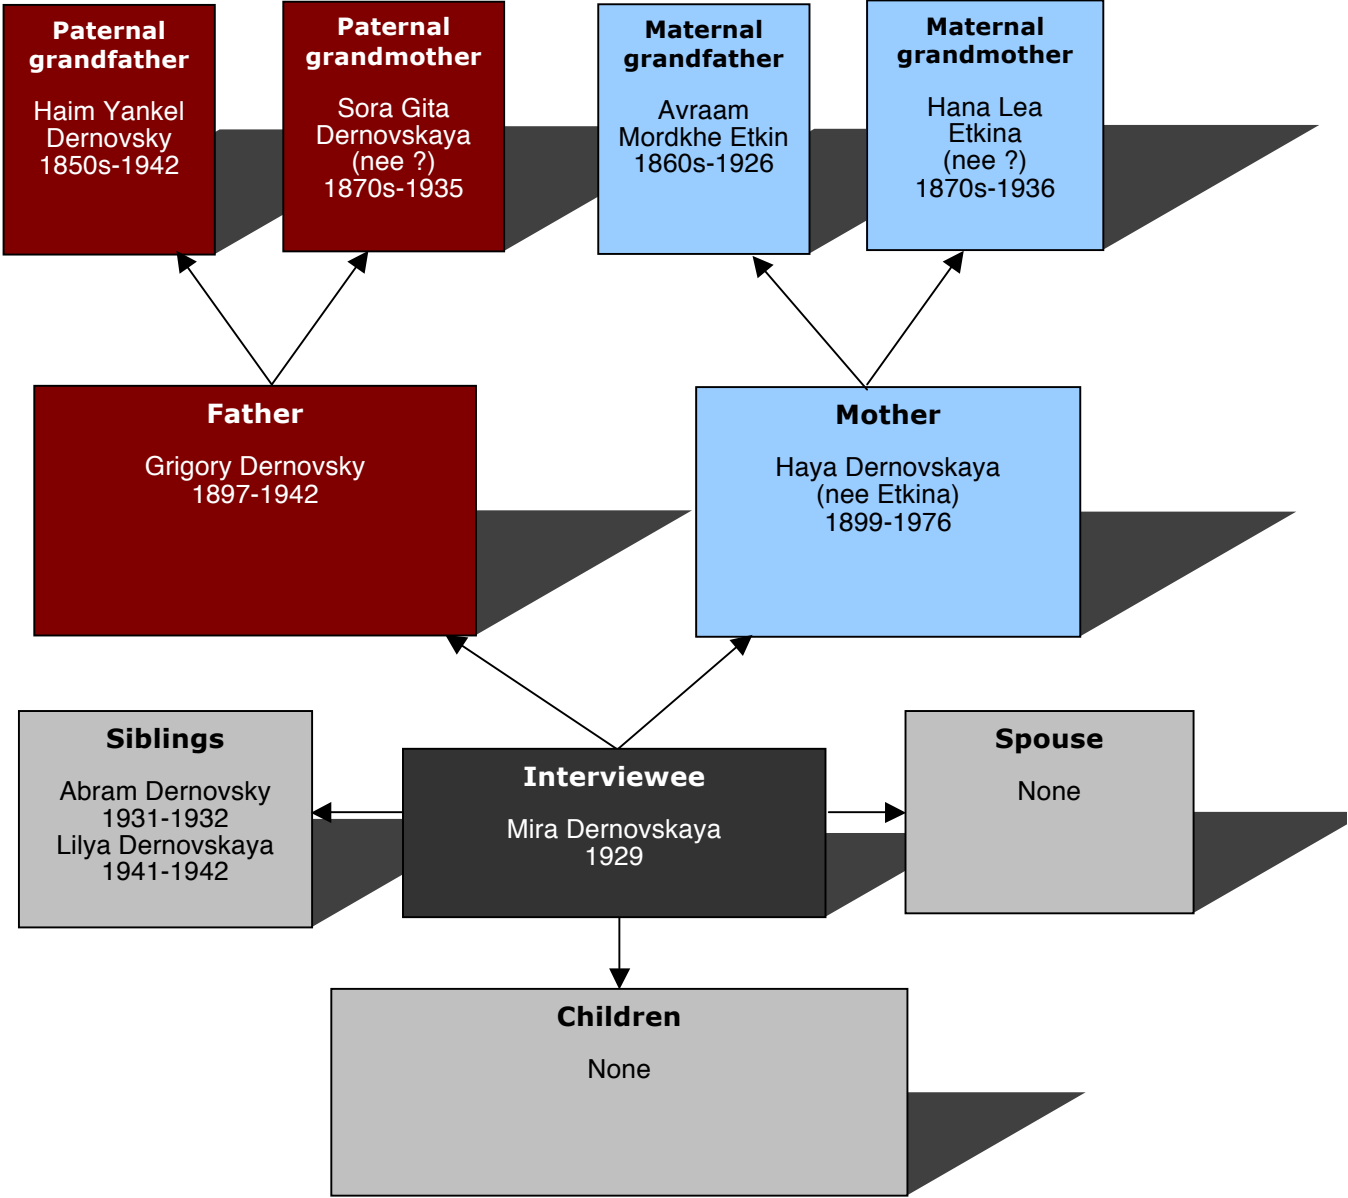 Paternal
grandfather
Haim Yankel
Dernovsky
1850s-1942
Paternal
grandmother
Sora Gita
Dernovskaya
(nee ?)
1870s-1935
Maternal
grandfather
Avraam
Mordkhe Etkin
1860s-1926
Maternal
grandmother
Hana Lea
Etkina
(nee ?)
1870s-1936
Father
Grigory Dernovsky
1897-1942
Mother
Haya Dernovskaya
(nee Etkina)
1899-1976
Siblings
Abram Dernovsky
1931-1932
Lilya Dernovskaya
1941-1942
Interviewee
Mira Dernovskaya
1929
Spouse
None
Children
None